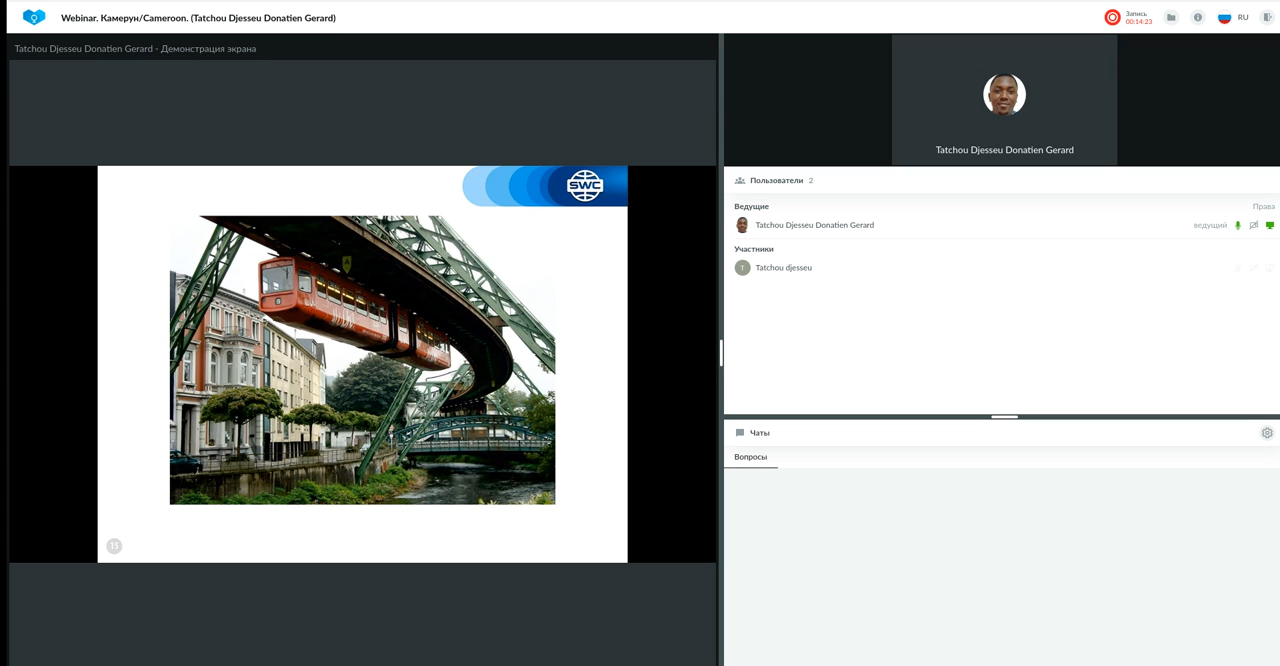 Webinar. Камерун/Cameroon. (Tatchou Djesseu Donatien Gerard)
Запись
00:14:23
RU
Tatchou Djesseu Donatien Gerard - Демонстрация экрана
SWC
15
Tatchou Djesseu Donatien Gerard
Пользователи 2
Ведущие Права
Tatchou Djesseu Donatien Gerard ведущий
Участники
T Tatchou djesseu
Чаты
Вопросы